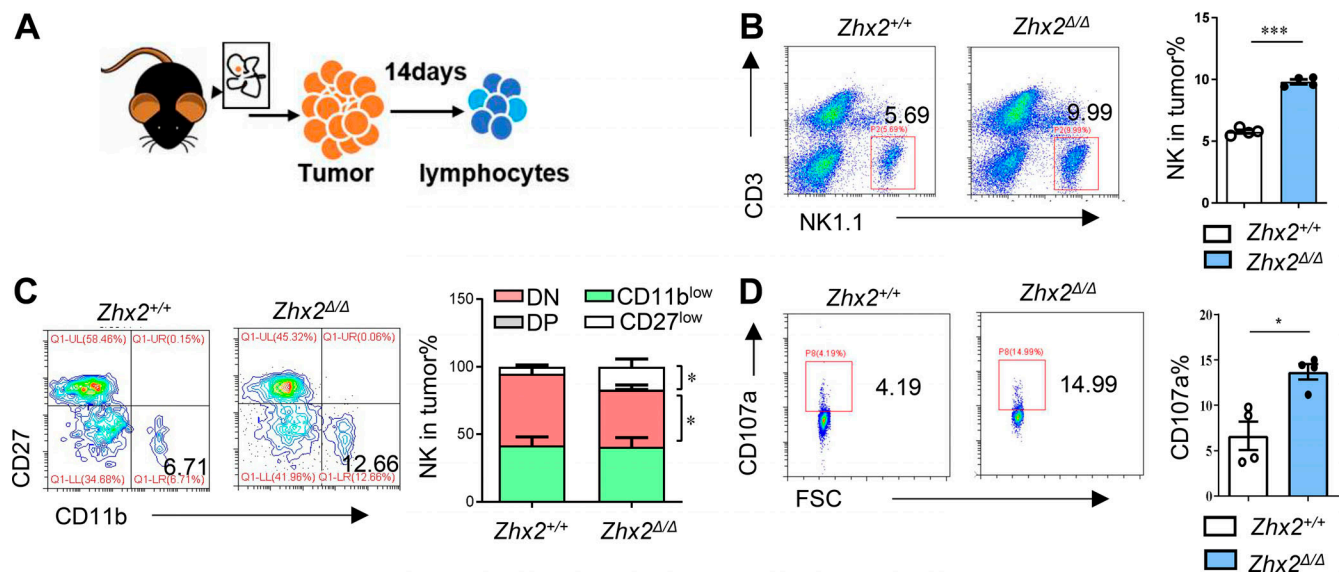 A
14days
Tumor
lymphocytes
B
Zhx2+/+
Zhx2Δ/Δ
5.69
P2(5.69%)
9.99
P2(9.99%)
CD3
NK1.1
NK in tumor%
15
10
5
0
***
Zhx2+/+
Zhx2Δ/Δ
C
Zhx2+/+
Zhx2Δ/Δ
Q1-UL(58.46%)
Q1-UR(0.15%)
Q1-LL(34.68%)
Q1-LR(6.71%)
6.71
Q1-UL(45.32%)
Q1-UR(0.06%)
Q1-LL(41.96%)
Q1-LR(12.66%)
12.66
CD27
CD11b
NK in tumor%
150
100
50
0
DN
CD11blow
DP
CD27low
*
*
Zhx2+/+
Zhx2Δ/Δ
D
Zhx2+/+
Zhx2Δ/Δ
P8(4.19%)
4.19
P8(14.99%)
14.99
CD107a
FSC
CD107a%
20
15
10
5
0
*
Zhx2+/+
Zhx2Δ/Δ